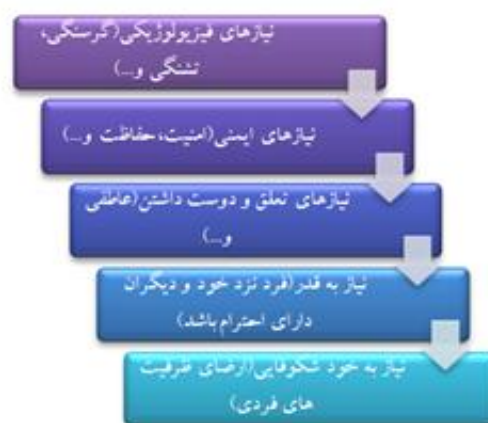 نیازهای فیزیولوژیکی(گرسنگی،
تشنگی و...)
نیازهای ایمنی(امنیت،حفاظت و...)
نیازهای تعلق و دوست داشتن(عاطفی
و...)
نیاز به قدر(فرد نزد خود و دیگران
دارای احترام باشد)
نیاز به خود شکوفایی(ارضای ظرفیت
های فردی)